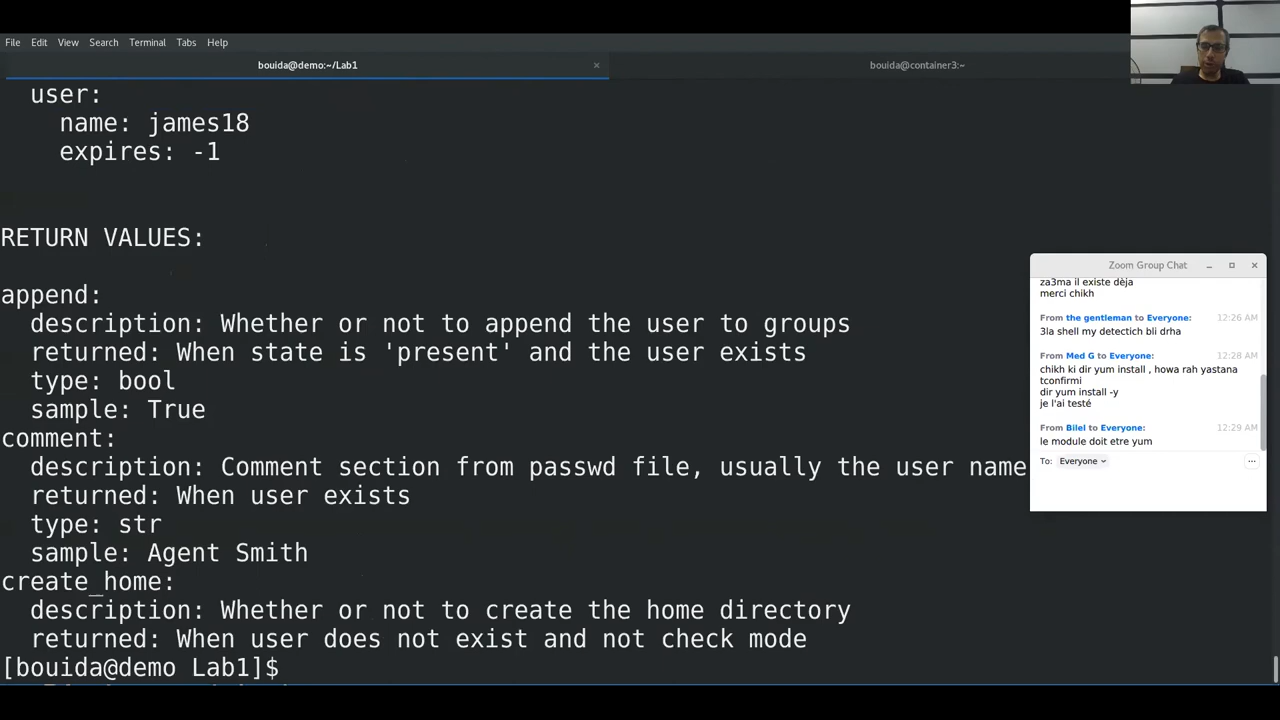 File Edit View Search Terminal Tabs Help
bouida@demo:~/Lab1 × bouida@container3:~
user:
name: james18
expires: -1
RETURN VALUES:
append:
description: Whether or not to append the user to groups
returned: When state is 'present' and the user exists
type: bool
sample: True
comment:
description: Comment section from passwd file, usually the user name
returned: When user exists
type: str
sample: Agent Smith
create_home:
description: Whether or not to create the home directory
returned: When user does not exist and not check mode
[bouida@demo Lab1]$
Zoom Group Chat
za3ma il existe dèja
merci chikh
From the gentleman to Everyone: 12:26 AM
3la shell my detectich bli drha
From Med G to Everyone: 12:28 AM
chikh ki dir yum install , howa rah yastana
tconfirmi
dir yum install -y
je l'ai testé
From Bilel to Everyone: 12:29 AM
le module doit etre yum
To: Everyone